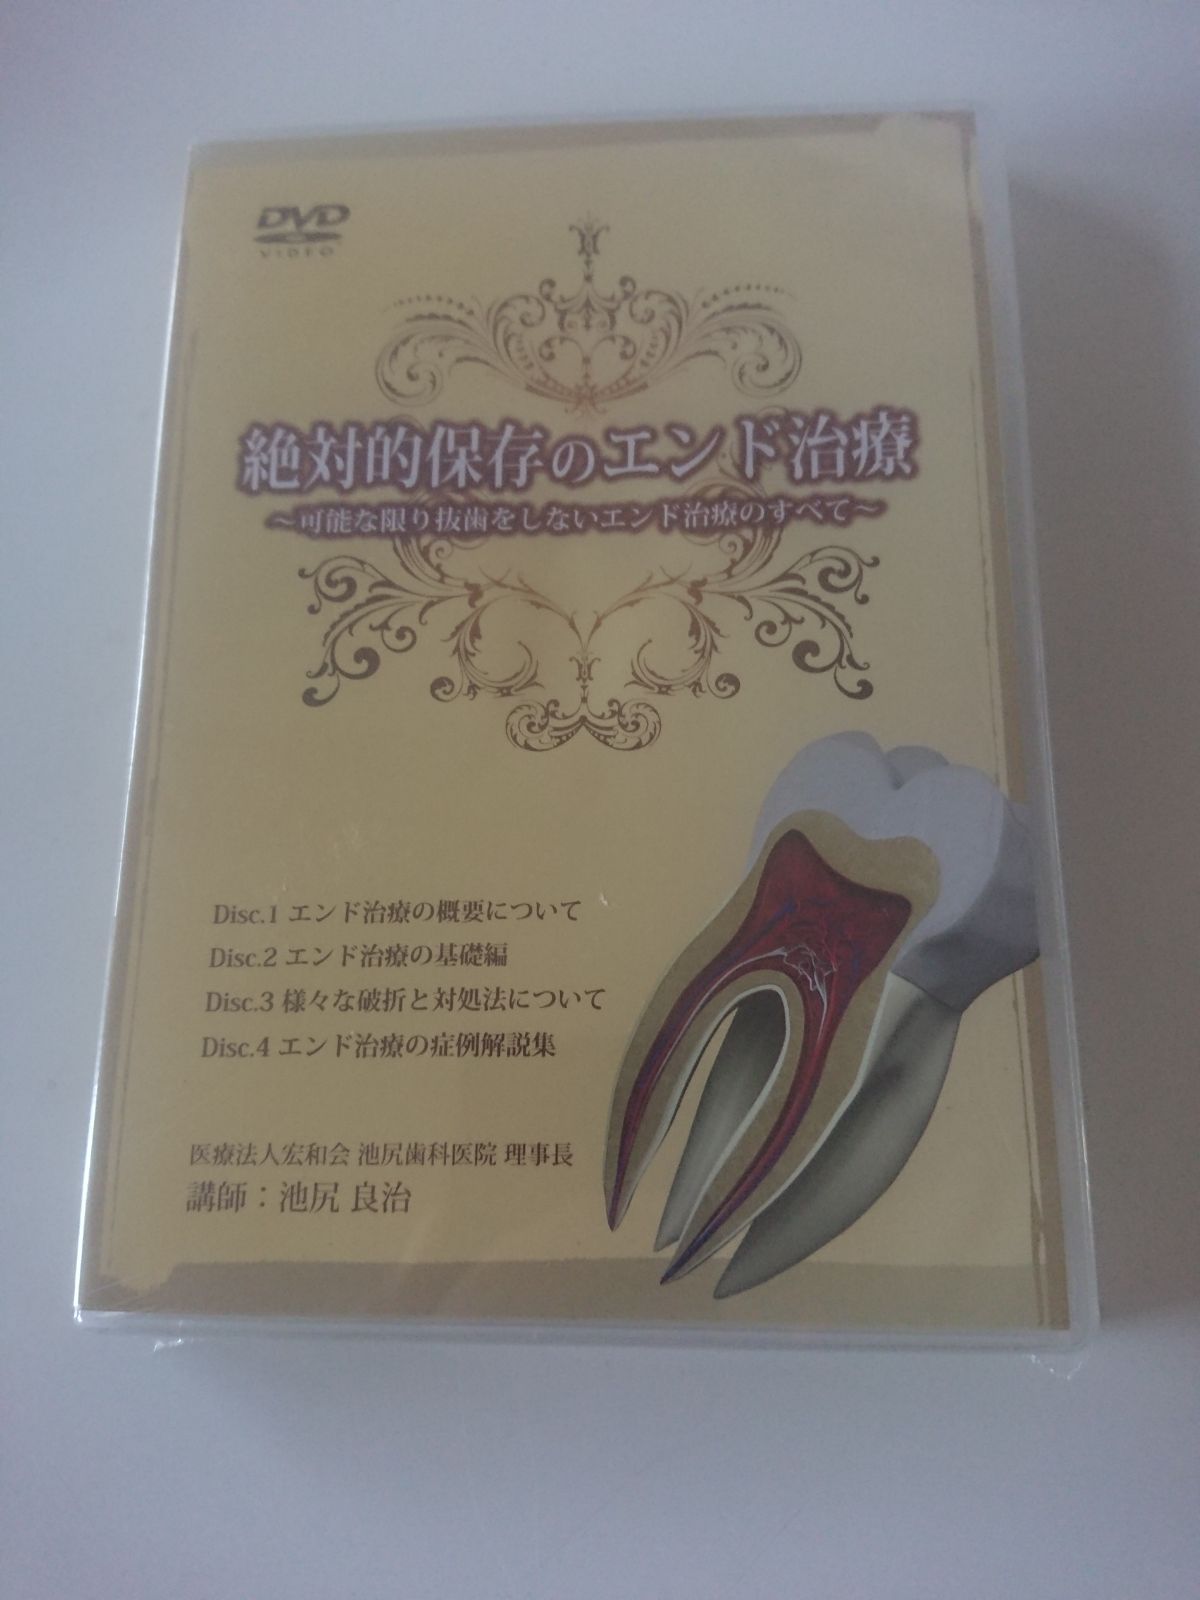 DVD
VIDEO
絶対的保存のエンド治療
～可能な限り抜歯をしないエンド治療のすべて～
Disc.1 エンド治療の概要について
Disc.2 エンド治療の基礎編
Disc.3 様々な破折と対処法について
Disc.4 エンド治療の症例解説集
医療法人宏和会 池尻歯科医院 理事長
講師：池尻 良治